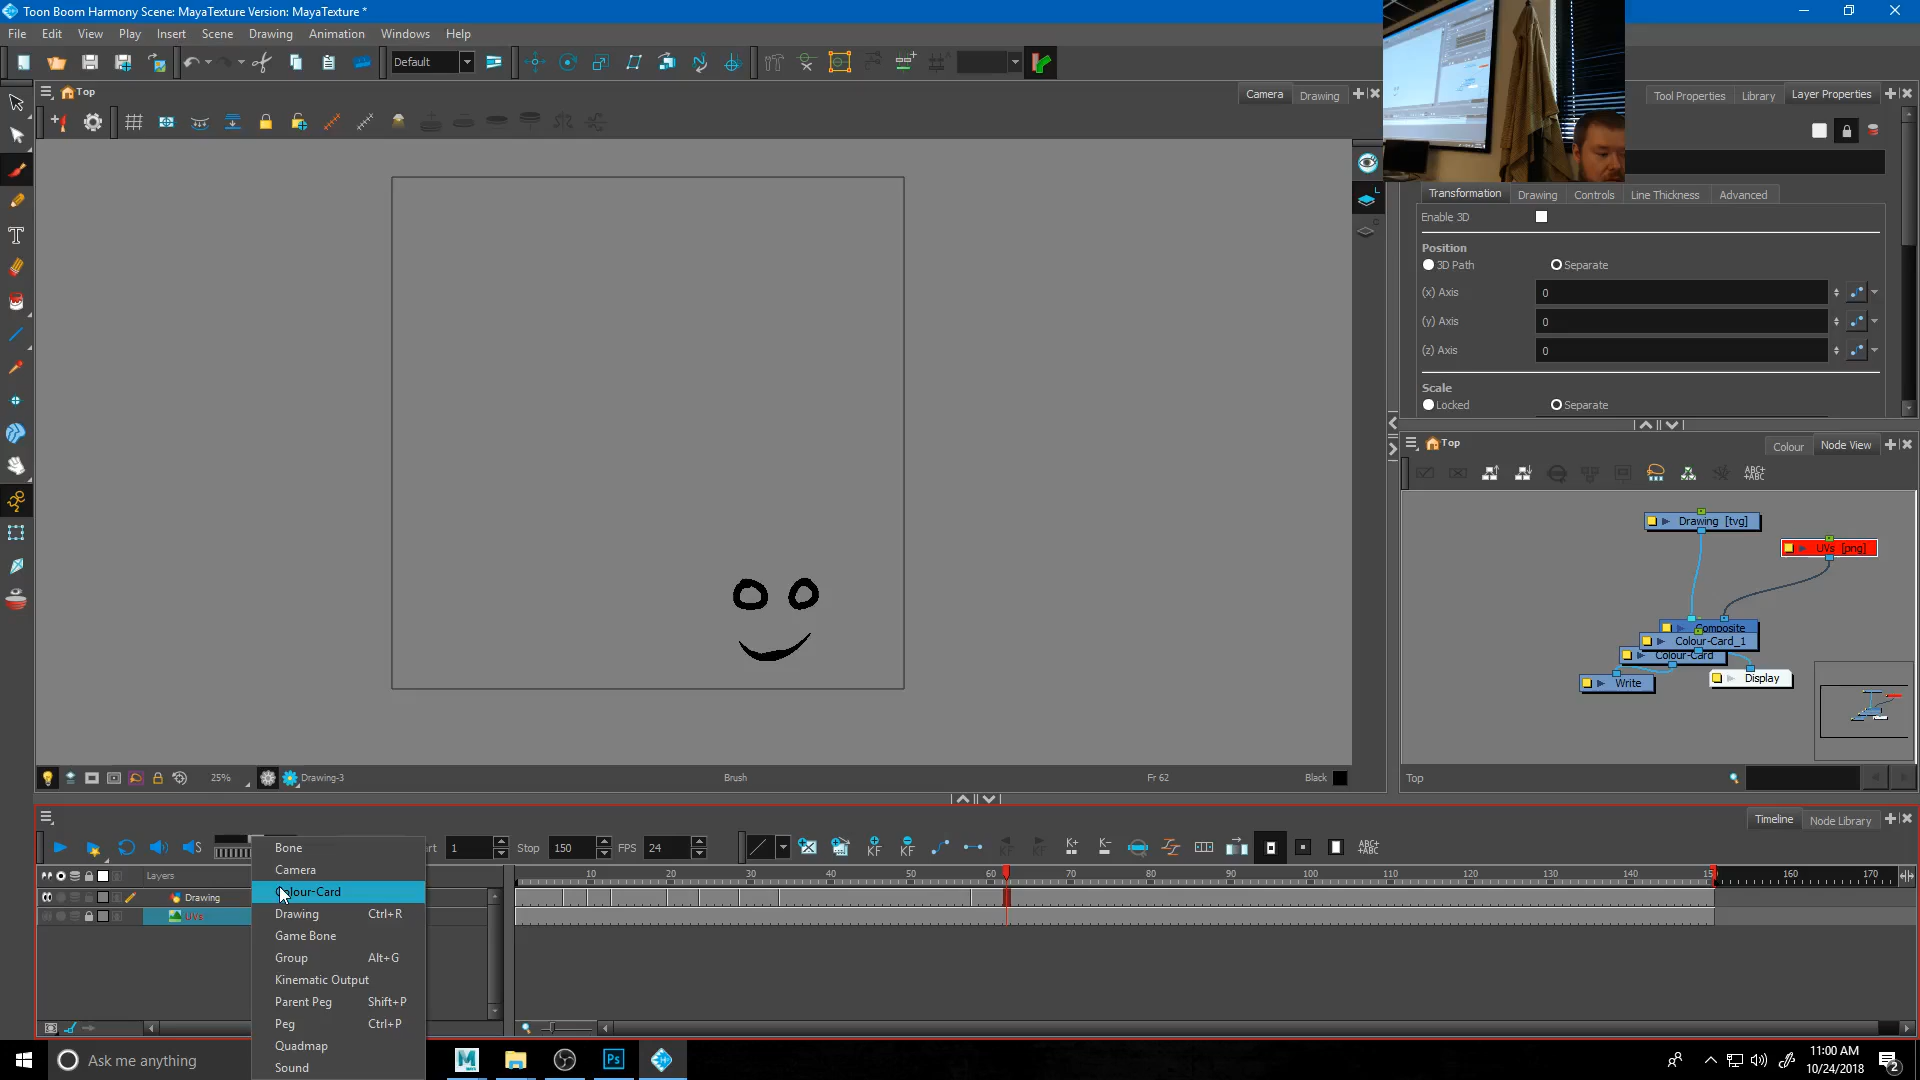 Toon Boom Harmony Scene: MayaTexture Version: MayaTexture *
File Edit View Play Insert Scene Drawing Animation Windows Help
Default
Top
Camera Drawing
Tool Properties Library Layer Properties
Transformation Drawing Controls Line Thickness Advanced
Enable 3D
Position
3D Path Separate
(x) Axis 0
(y) Axis 0
(z) Axis 0
Scale
Locked Separate
Top
Colour Node View
ABC+
+ABC
Drawing [tvg]
UVs [png]
Composite
Colour-Card_1
Colour-Card
Write Display
25% Drawing-3 Brush Fr 62 Black
Top
Timeline Node Library
1 Stop 150 FPS 24
ABC+
+ABC
Layers
10 20 30 40 50 60 70 80 90 100 110 120 130 140 160 170
Drawing
UVs
Bone
Camera
Colour-Card
Drawing Ctrl+R
Game Bone
Group Alt+G
Kinematic Output
Parent Peg Shift+P
Peg Ctrl+P
Quadmap
Sound
Ask me anything
M
Ps
11:00 AM
10/24/2018
2